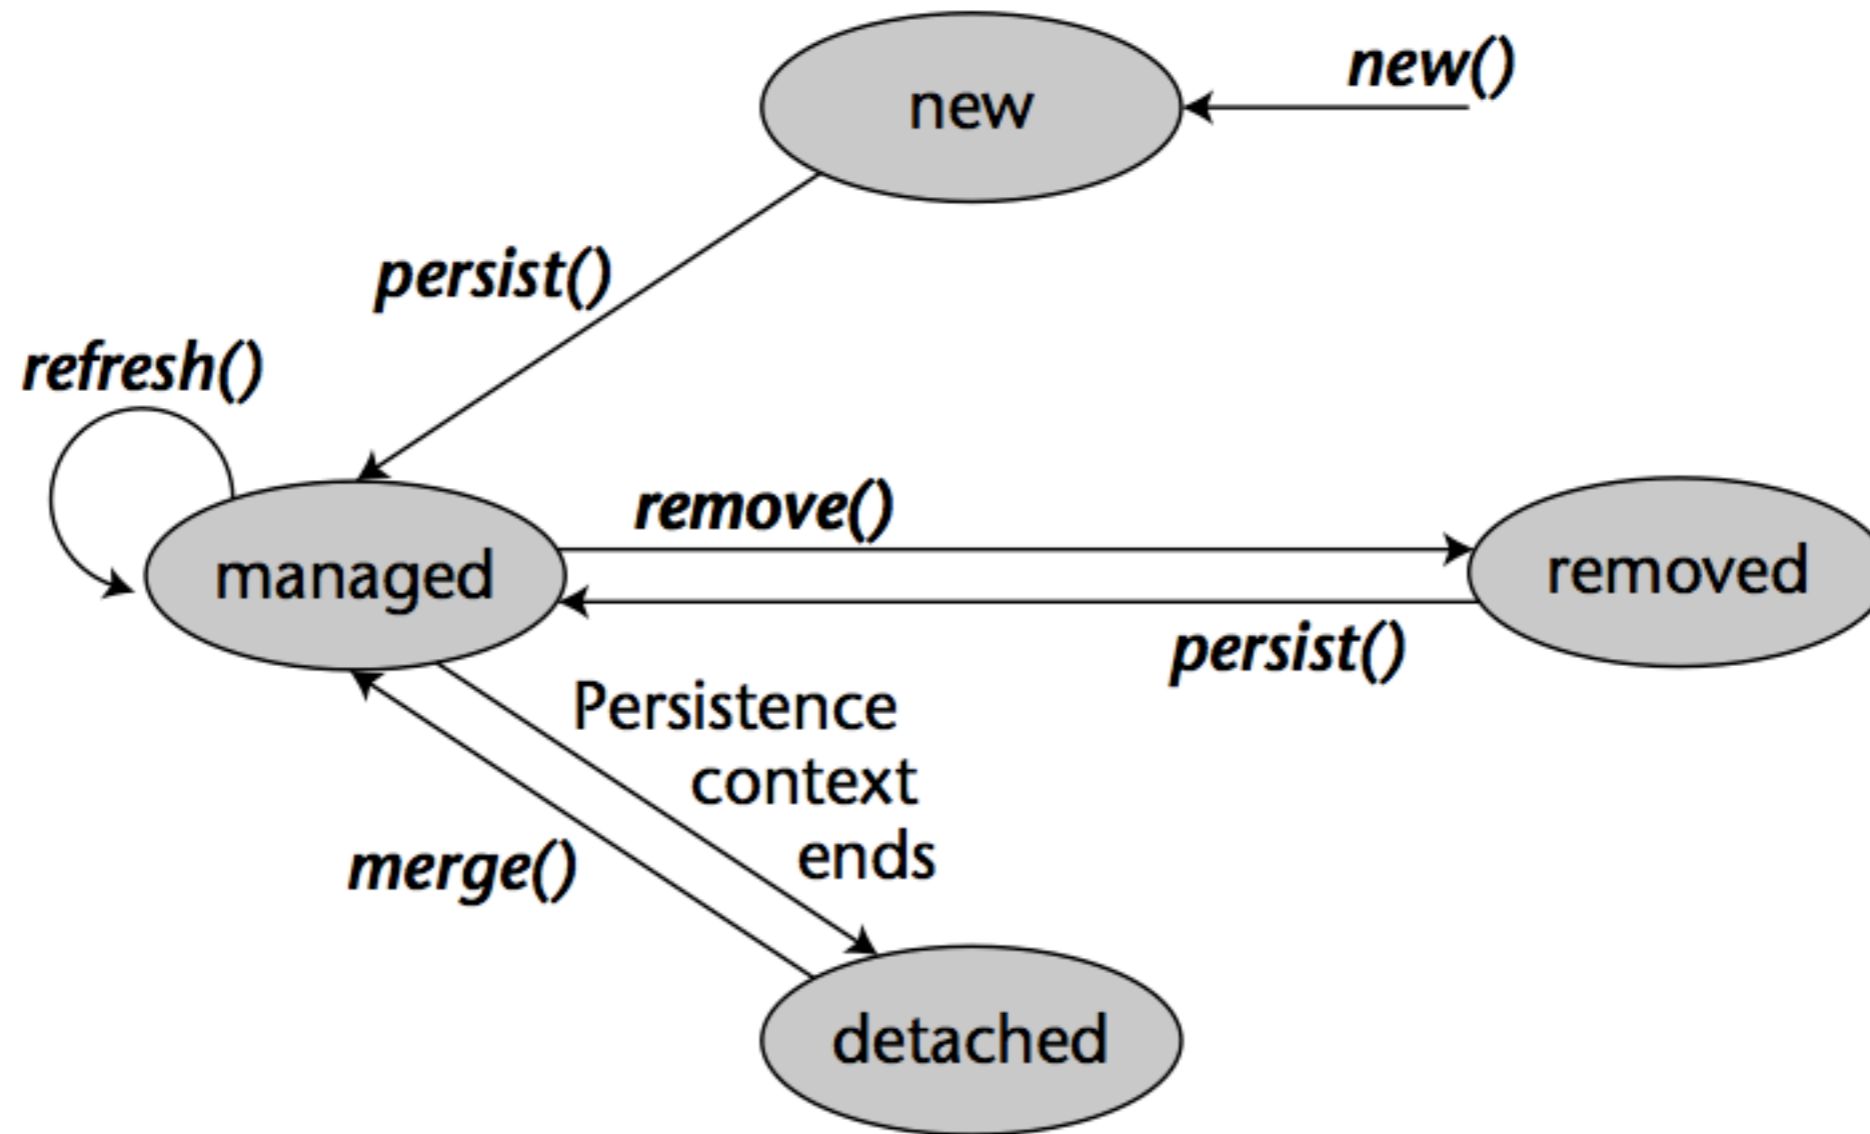 new()
new
persist()
refresh()
remove()
managed
removed
persist()
Persistence
context
ends
merge()
detached